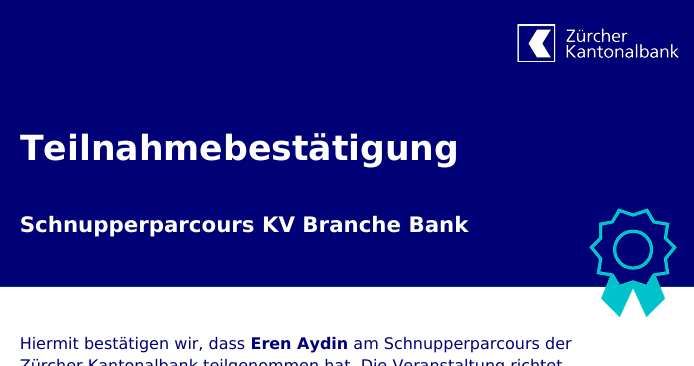 Zürcher
Kantonalbank
Teilnahmebestätigung
Schnupperparcours KV Branche Bank
Hiermit bestätigen wir, dass Eren Aydin am Schnupperparcours der
Zürcher Kantonalbank teilgenommen hat. Die Veranstaltung richtet